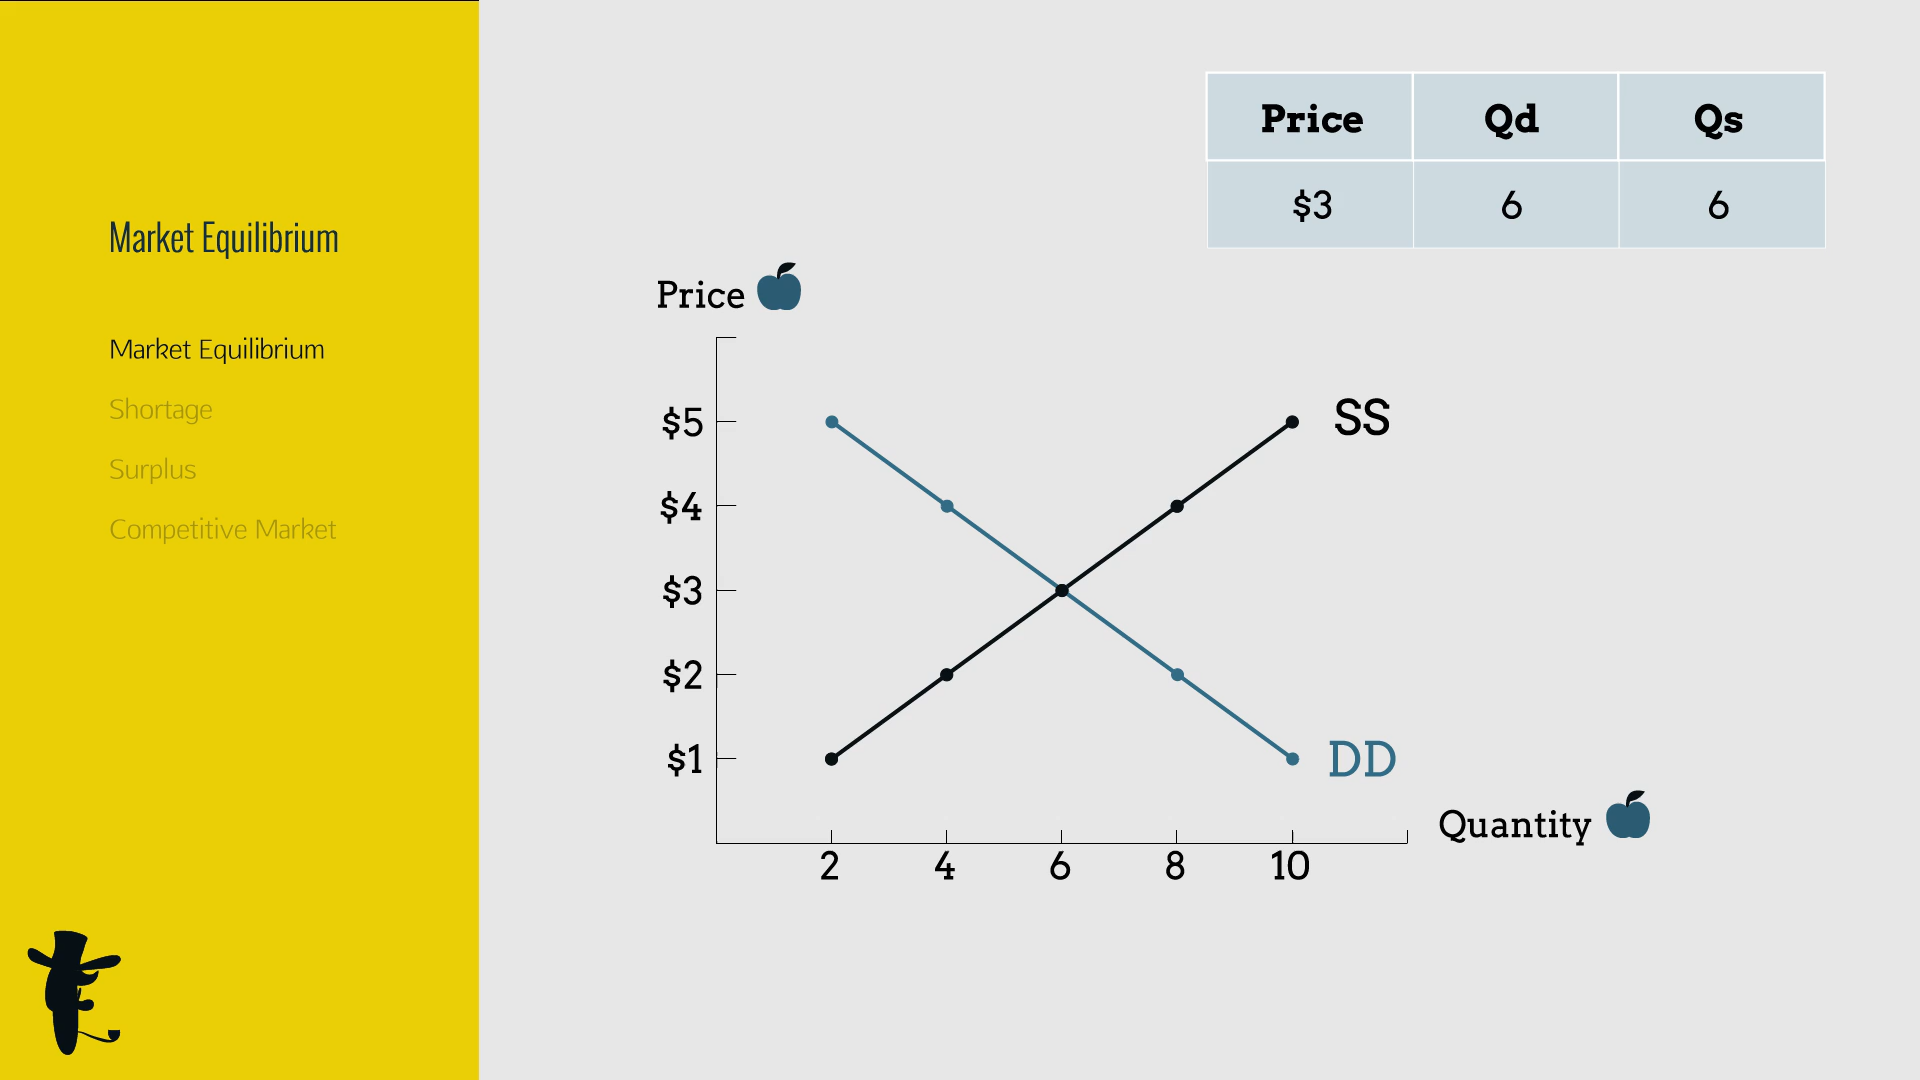 Market Equilibrium
Market Equilibrium
Shortage
Surplus
Competitive Market
Price Qd Qs
$3 6 6
Price
$5
$4
$3
$2
$1
SS
DD
Quantity
2 4 6 8 10